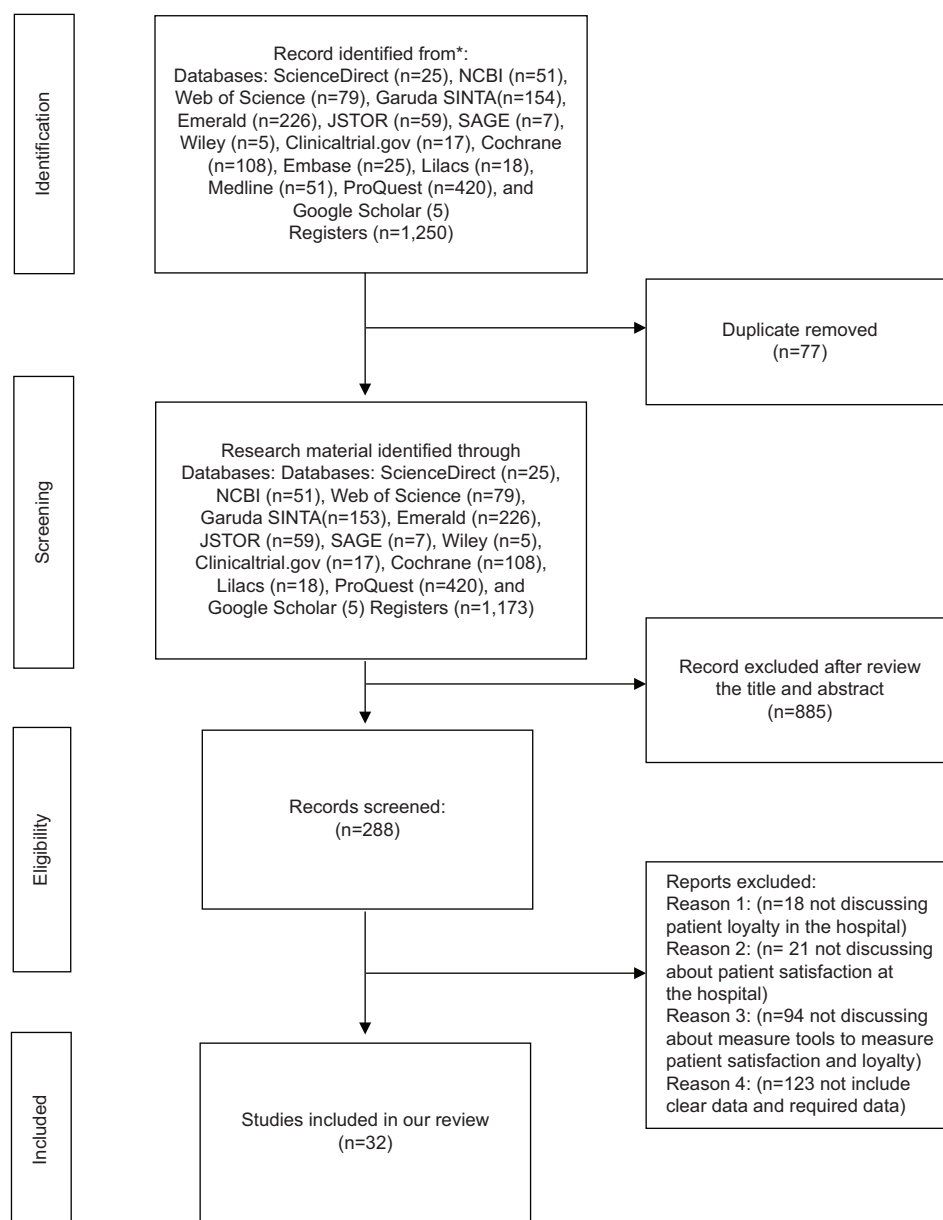 Identification
Record identified from*:
Databases: ScienceDirect (n=25), NCBI (n=51),
Web of Science (n=79), Garuda SINTA(n=154),
Emerald (n=226), JSTOR (n=59), SAGE (n=7),
Wiley (n=5), Clinicaltrial.gov (n=17), Cochrane
(n=108), Embase (n=25), Lilacs (n=18),
Medline (n=51), ProQuest (n=420), and
Google Scholar (5)
Registers (n=1,250)
Duplicate removed
(n=77)
Screening
Research material identified through
Databases: Databases: ScienceDirect (n=25),
NCBI (n=51), Web of Science (n=79),
Garuda SINTA(n=153), Emerald (n=226),
JSTOR (n=59), SAGE (n=7), Wiley (n=5),
Clinicaltrial.gov (n=17), Cochrane (n=108),
Lilacs (n=18), ProQuest (n=420), and
Google Scholar (5) Registers (n=1,173)
Record excluded after review
the title and abstract
(n=885)
Eligibility
Records screened:
(n=288)
Reports excluded:
Reason 1: (n=18 not discussing
patient loyalty in the hospital)
Reason 2: (n= 21 not discussing
about patient satisfaction at
the hospital)
Reason 3: (n=94 not discussing
about measure tools to measure
patient satisfaction and loyalty)
Reason 4: (n=123 not include
clear data and required data)
Included
Studies included in our review
(n=32)